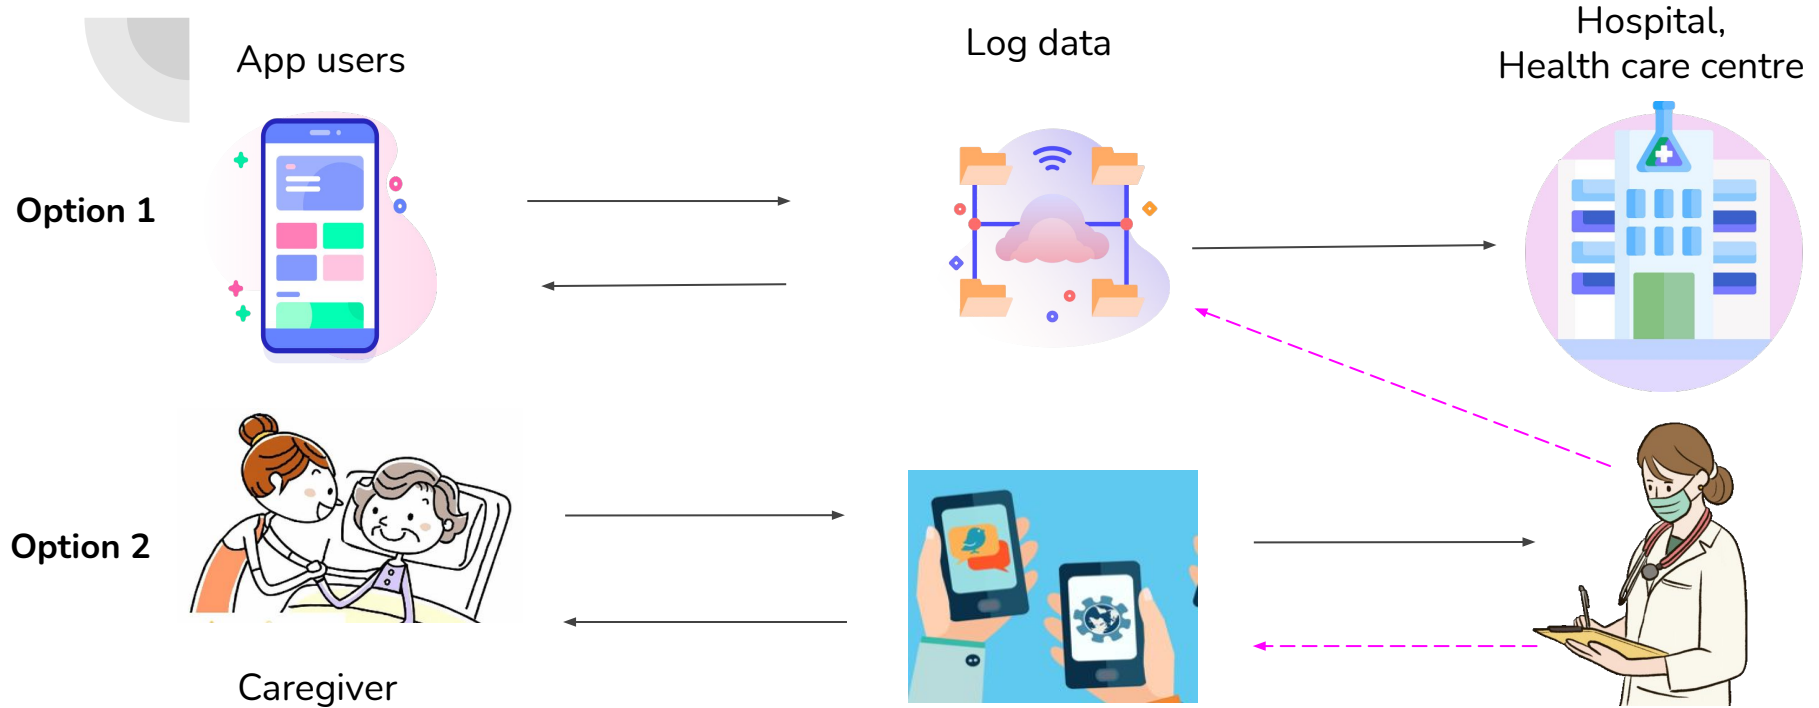 App users
Log data
Hospital,
Health care centre
Option 1
Option 2
Caregiver